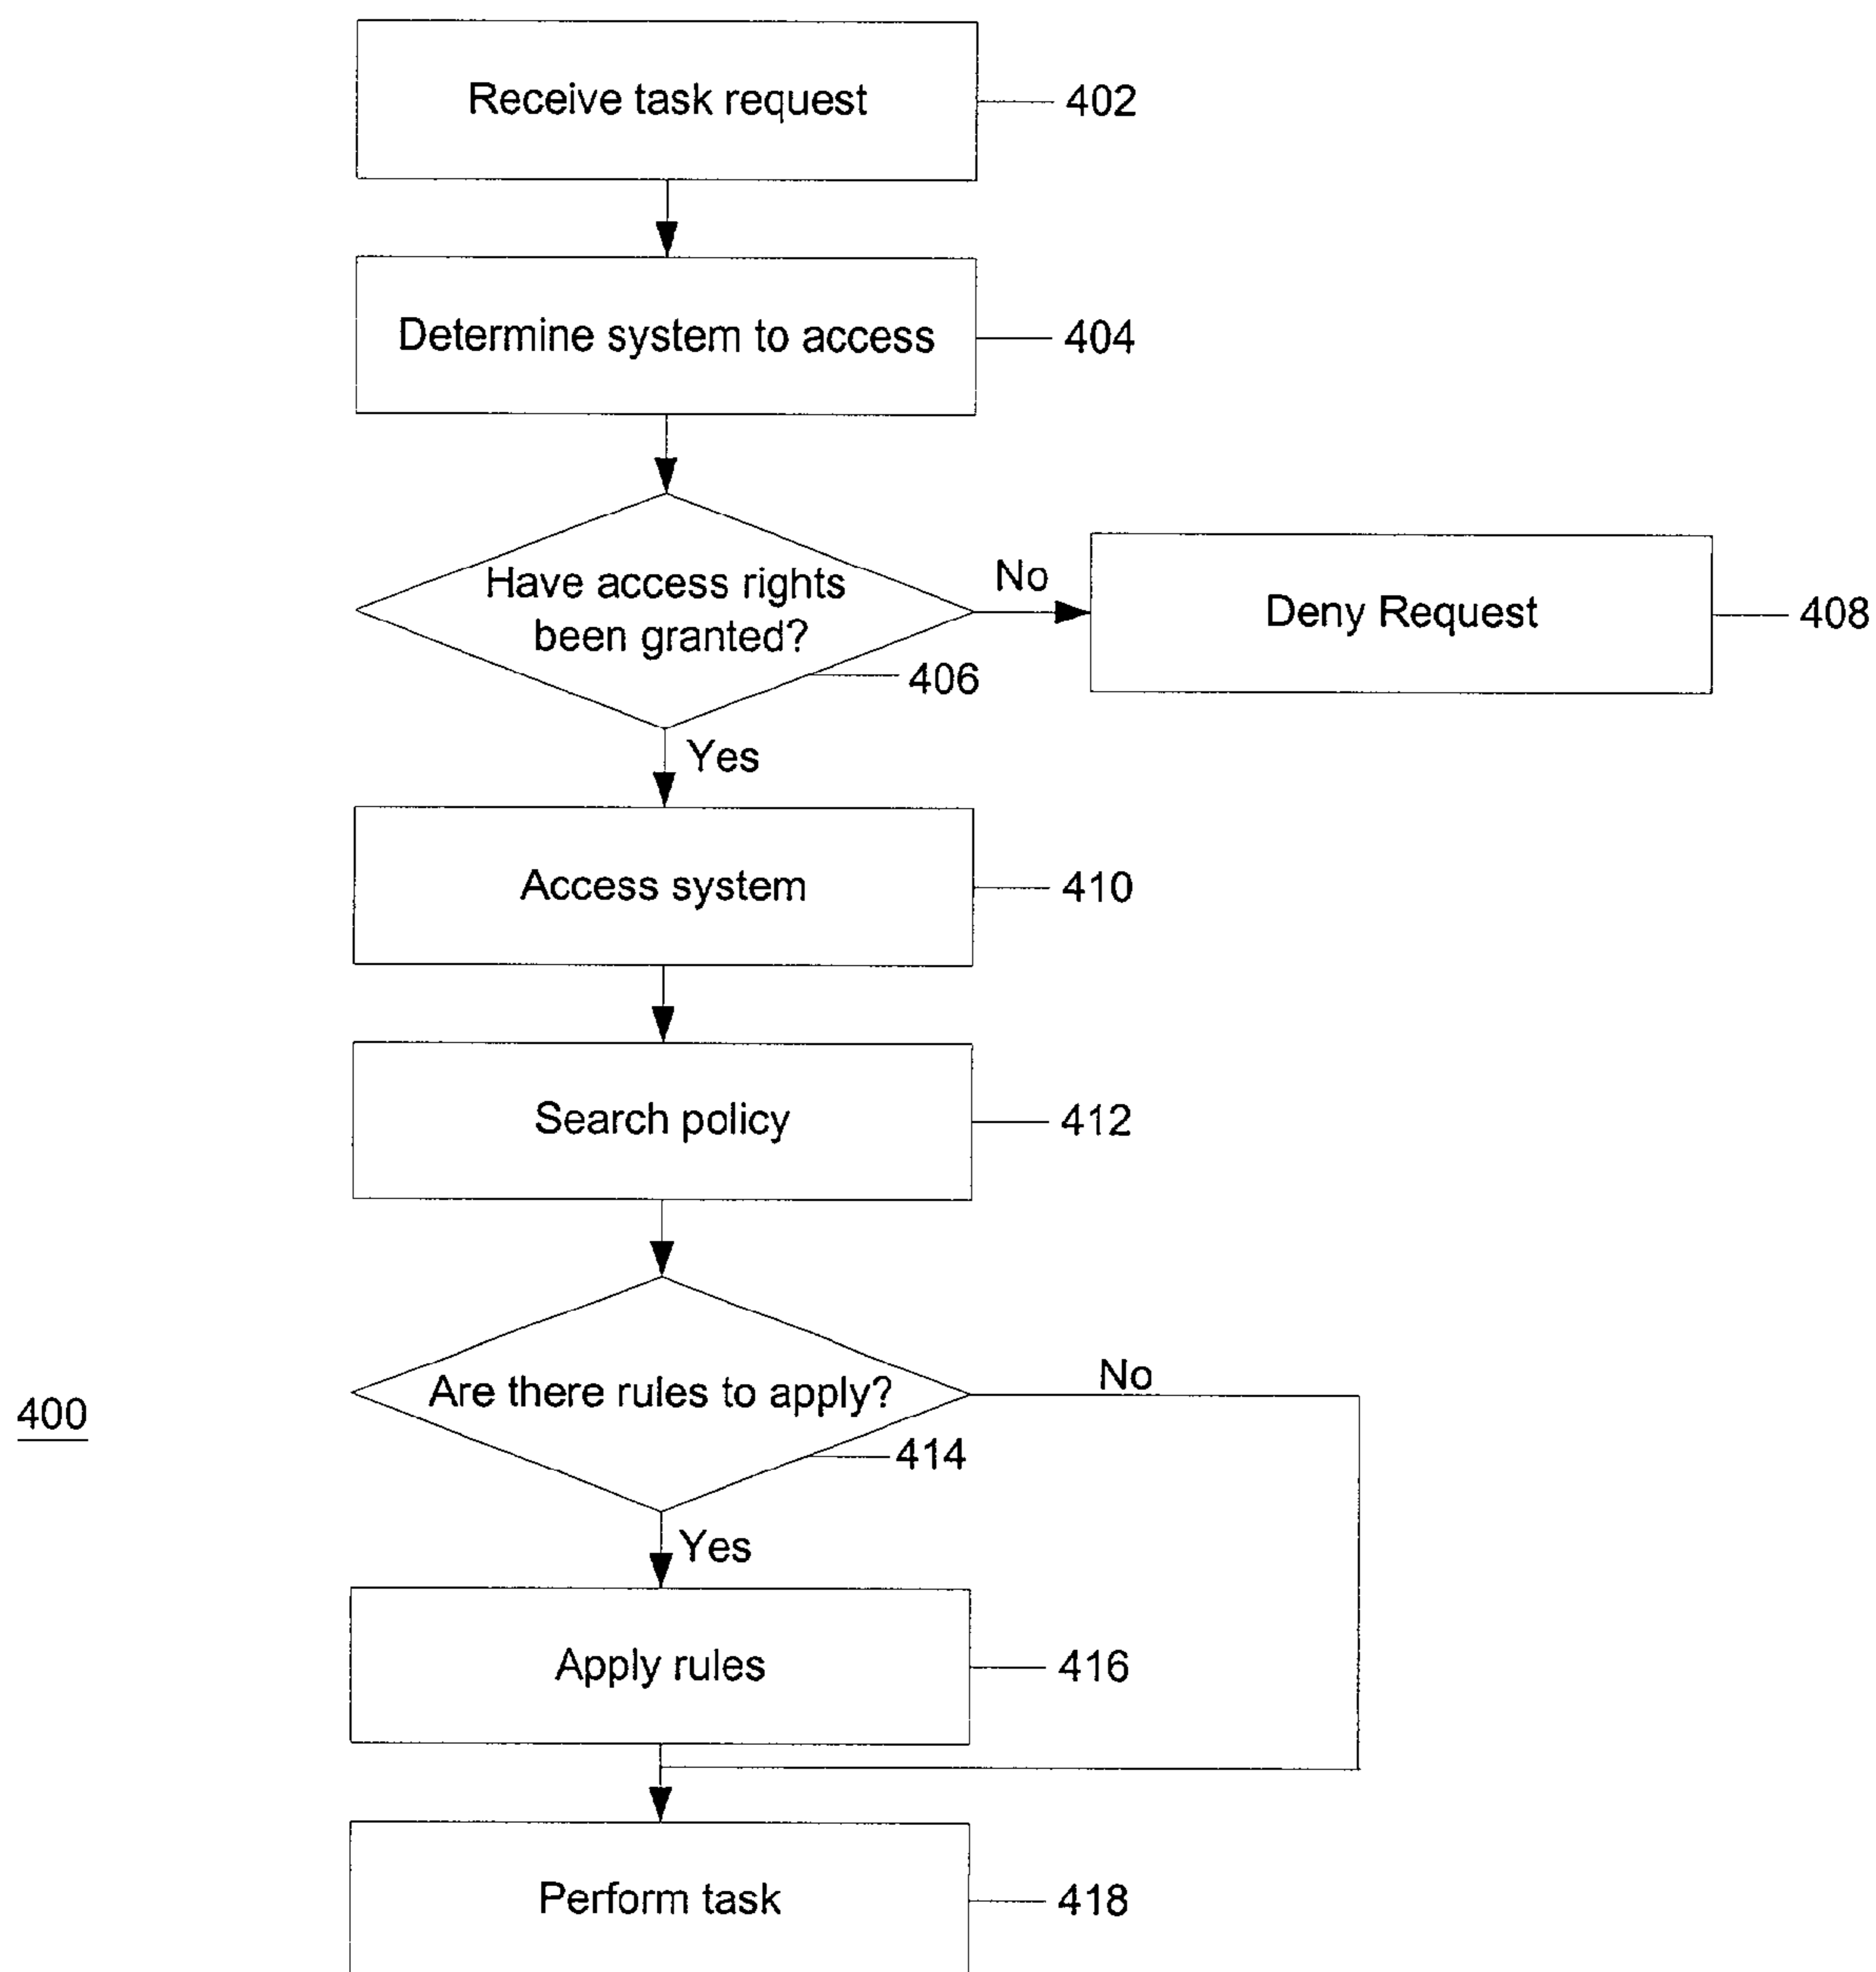 Receive task request
402
Determine system to access
404
Have access rights
been granted?
406
No
Deny Request
408
Yes
Access system
410
Search policy
412
Are there rules to apply?
414
No
400
Yes
Apply rules
416
Perform task
418